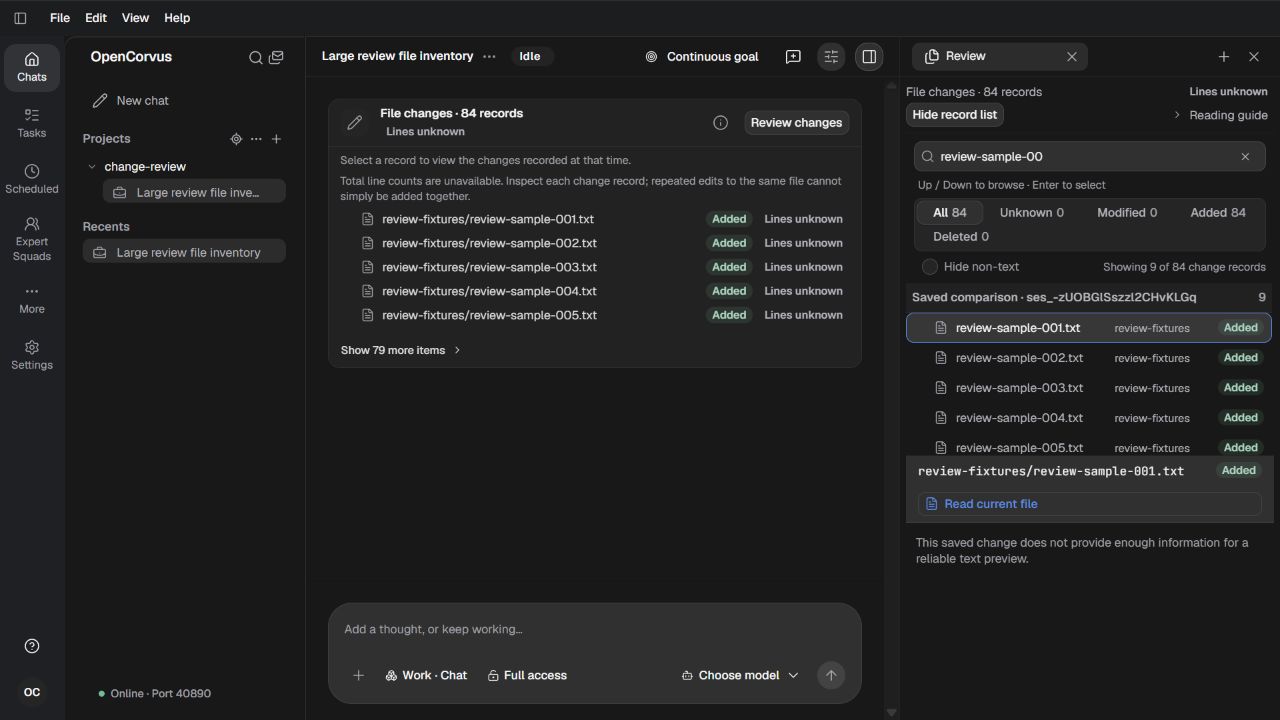 File Edit View Help
Chats
Tasks
Scheduled
Expert
Squads
More
Settings
OC
OpenCorvus
New chat
Projects
change-review
Large review file inve...
Recents
Large review file inventory
Online · Port 40890
Large review file inventory
Idle
Continuous goal
File changes · 84 records
Lines unknown
Review changes
Select a record to view the changes recorded at that time.
Total line counts are unavailable. Inspect each change record; repeated edits to the same file cannot
simply be added together.
review-fixtures/review-sample-001.txt Added Lines unknown
review-fixtures/review-sample-002.txt Added Lines unknown
review-fixtures/review-sample-003.txt Added Lines unknown
review-fixtures/review-sample-004.txt Added Lines unknown
review-fixtures/review-sample-005.txt Added Lines unknown
Show 79 more items
Add a thought, or keep working...
Work · Chat
Full access
Choose model
Review
File changes · 84 records Lines unknown
Hide record list
Reading guide
review-sample-00
Up / Down to browse · Enter to select
All 84 Unknown 0 Modified 0 Added 84
Deleted 0
Hide non-text Showing 9 of 84 change records
Saved comparison · ses_-zUOBGlSszzl2CHvKLGq 9
review-sample-001.txt review-fixtures Added
review-sample-002.txt review-fixtures Added
review-sample-003.txt review-fixtures Added
review-sample-004.txt review-fixtures Added
review-sample-005.txt review-fixtures Added
review-fixtures/review-sample-001.txt Added
Read current file
This saved change does not provide enough information for a
reliable text preview.